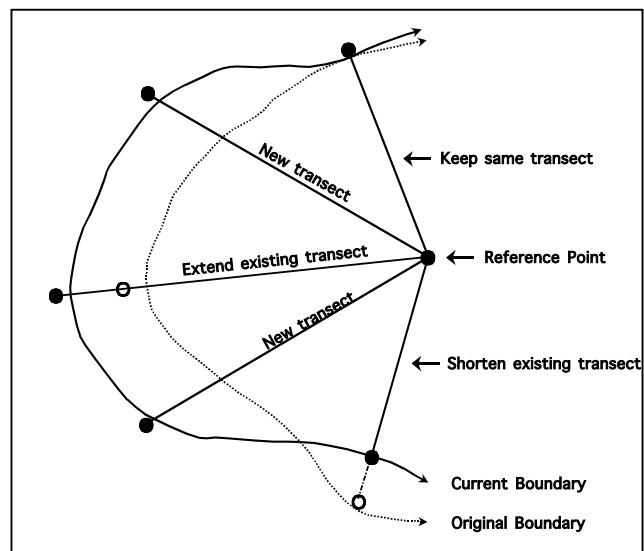 New transect
Keep same transect
Extend existing transect
Reference Point
New transect
Shorten existing transect
Current Boundary
Original Boundary